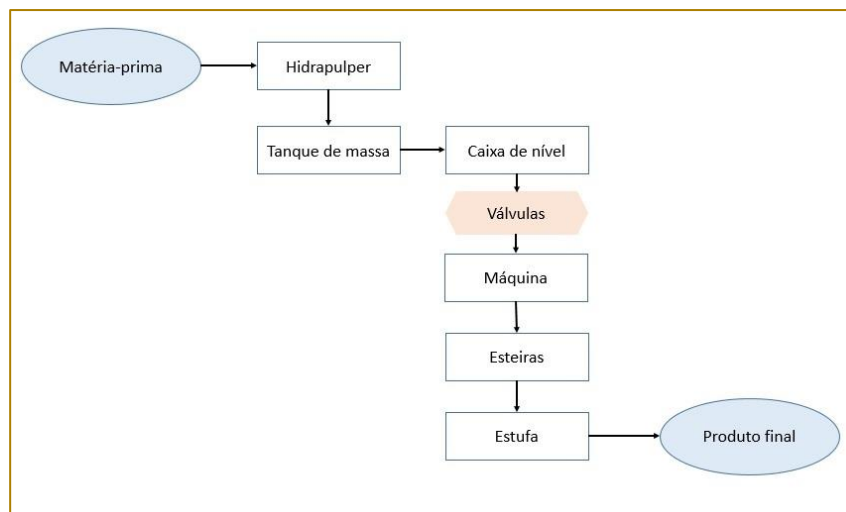 Matéria-prima
Hidrapulper
Tanque de massa
Caixa de nível
Válvulas
Máquina
Esteiras
Estufa
Produto final